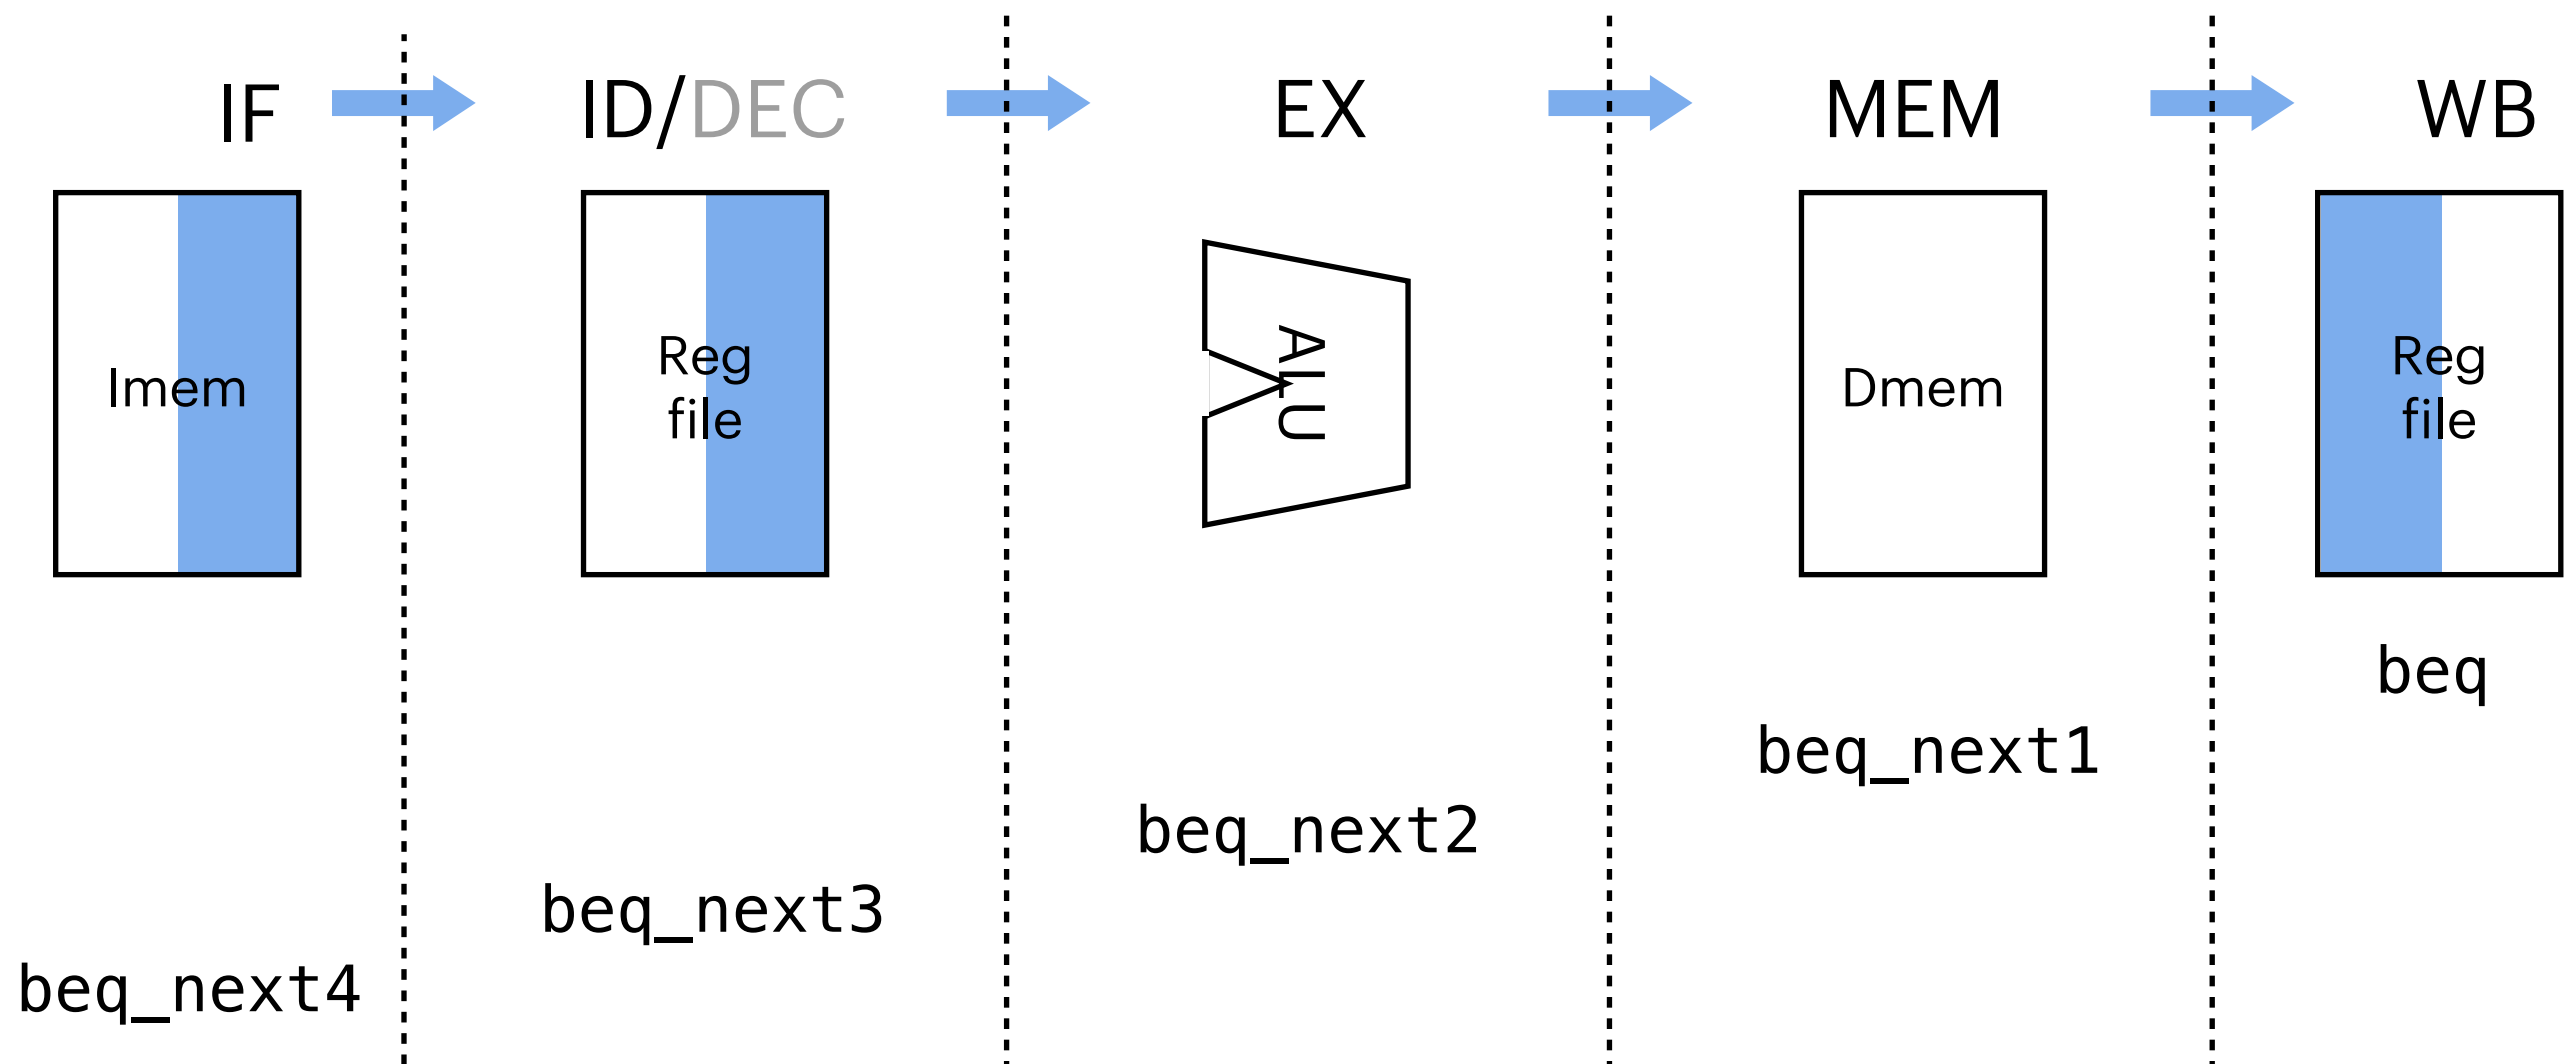 IF
ID/DEC
EX
MEM
WB
Imem
Reg
file
ALU
Dmem
Reg
file
beq
beq_next1
beq_next2
beq_next3
beq_next4